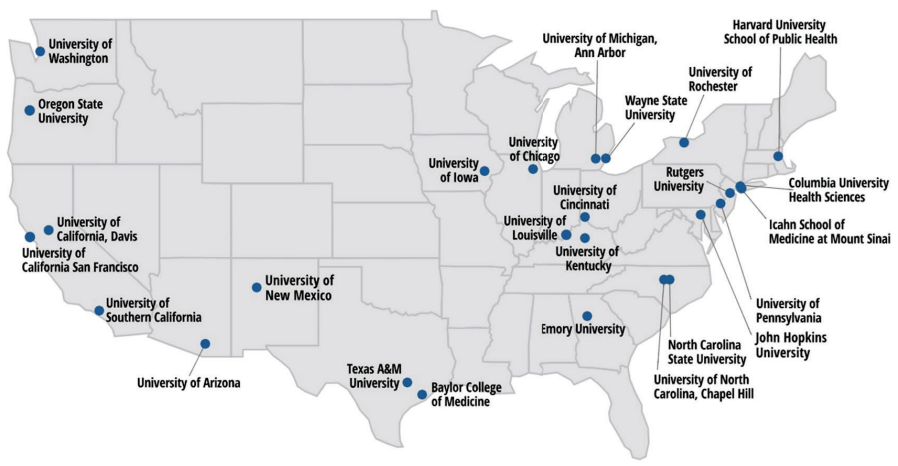 University of
Washington
Oregon State
University
University of
California, Davis
University of
California San Francisco
University of
Southern California
University of Arizona
University of
New Mexico
Texas A&M
University
Baylor College
of Medicine
University
of Iowa
University
of Chicago
University of Michigan,
Ann Arbor
Wayne State
University
University of
Cincinnati
University of
Louisville
University of
Kentucky
Emory University
University of
Rochester
Harvard University
School of Public Health
Rutgers
University
Columbia University
Health Sciences
Icahn School of
Medicine at Mount Sinai
University of
Pennsylvania
John Hopkins
University
North Carolina
State University
University of North
Carolina, Chapel Hill